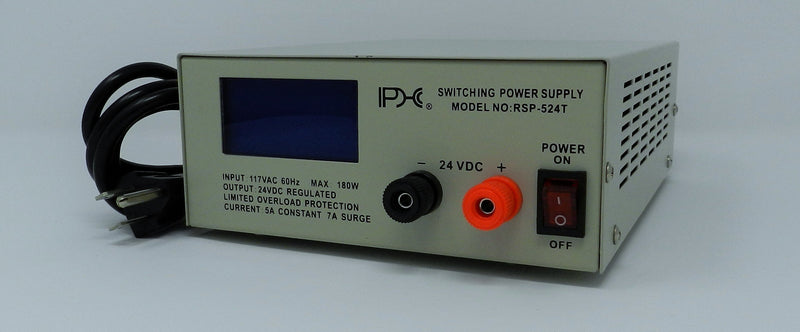 PDC®
SWITCHING POWER SUPPLY
MODEL NO:RSP-524T
INPUT 117VAC 60Hz MAX 180W
OUTPUT 24VDC REGULATED
LIMITED OVERLOAD PROTECTION
CURRENT 5A CONSTANT 7A SURGE
− 24 VDC +
POWER
ON
I
O
OFF